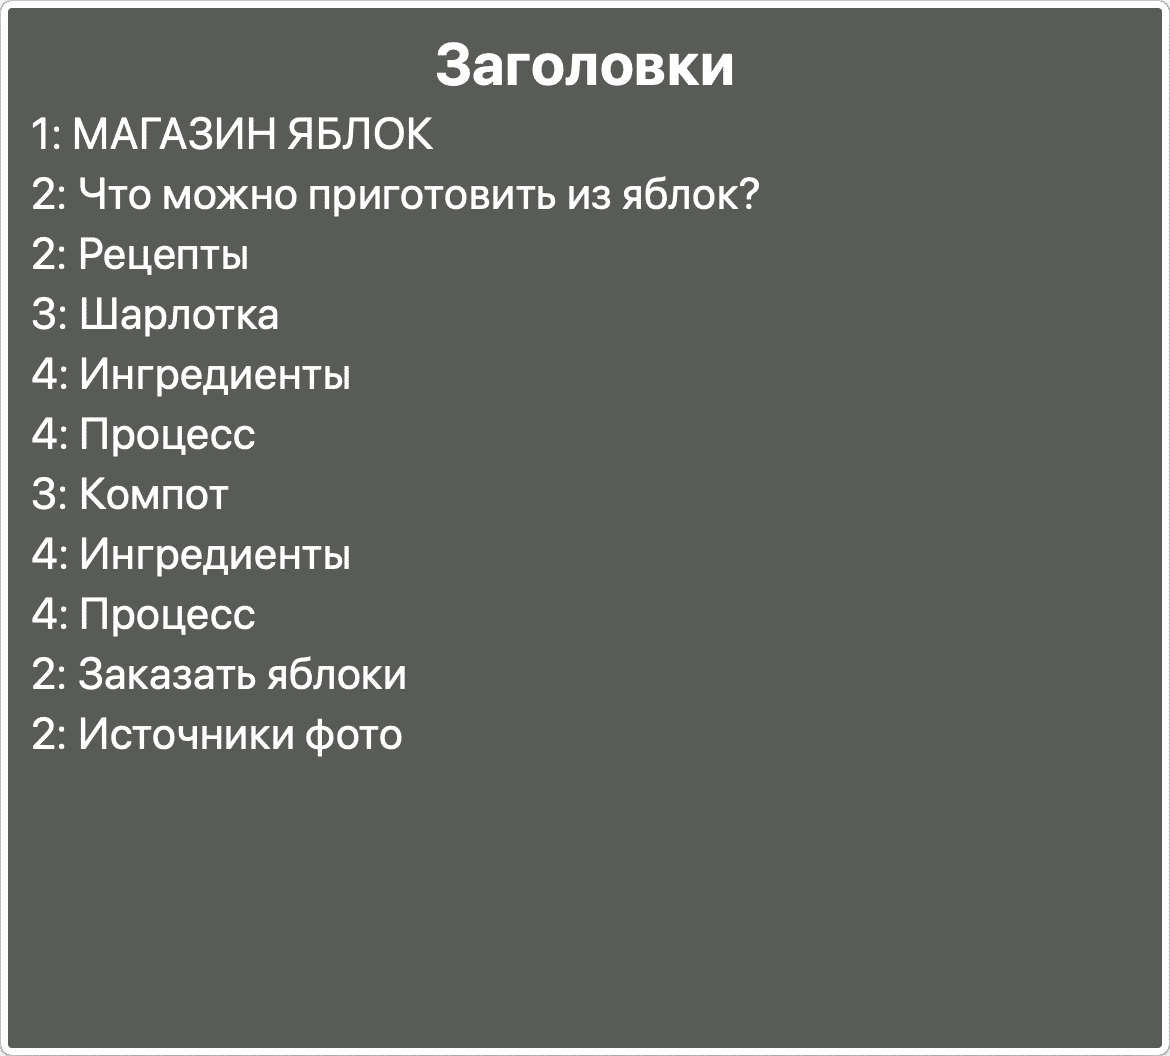 Заголовки
1: МАГАЗИН ЯБЛОК
2: Что можно приготовить из яблок?
2: Рецепты
3: Шарлотка
4: Ингредиенты
4: Процесс
3: Компот
4: Ингредиенты
4: Процесс
2: Заказать яблоки
2: Источники фото